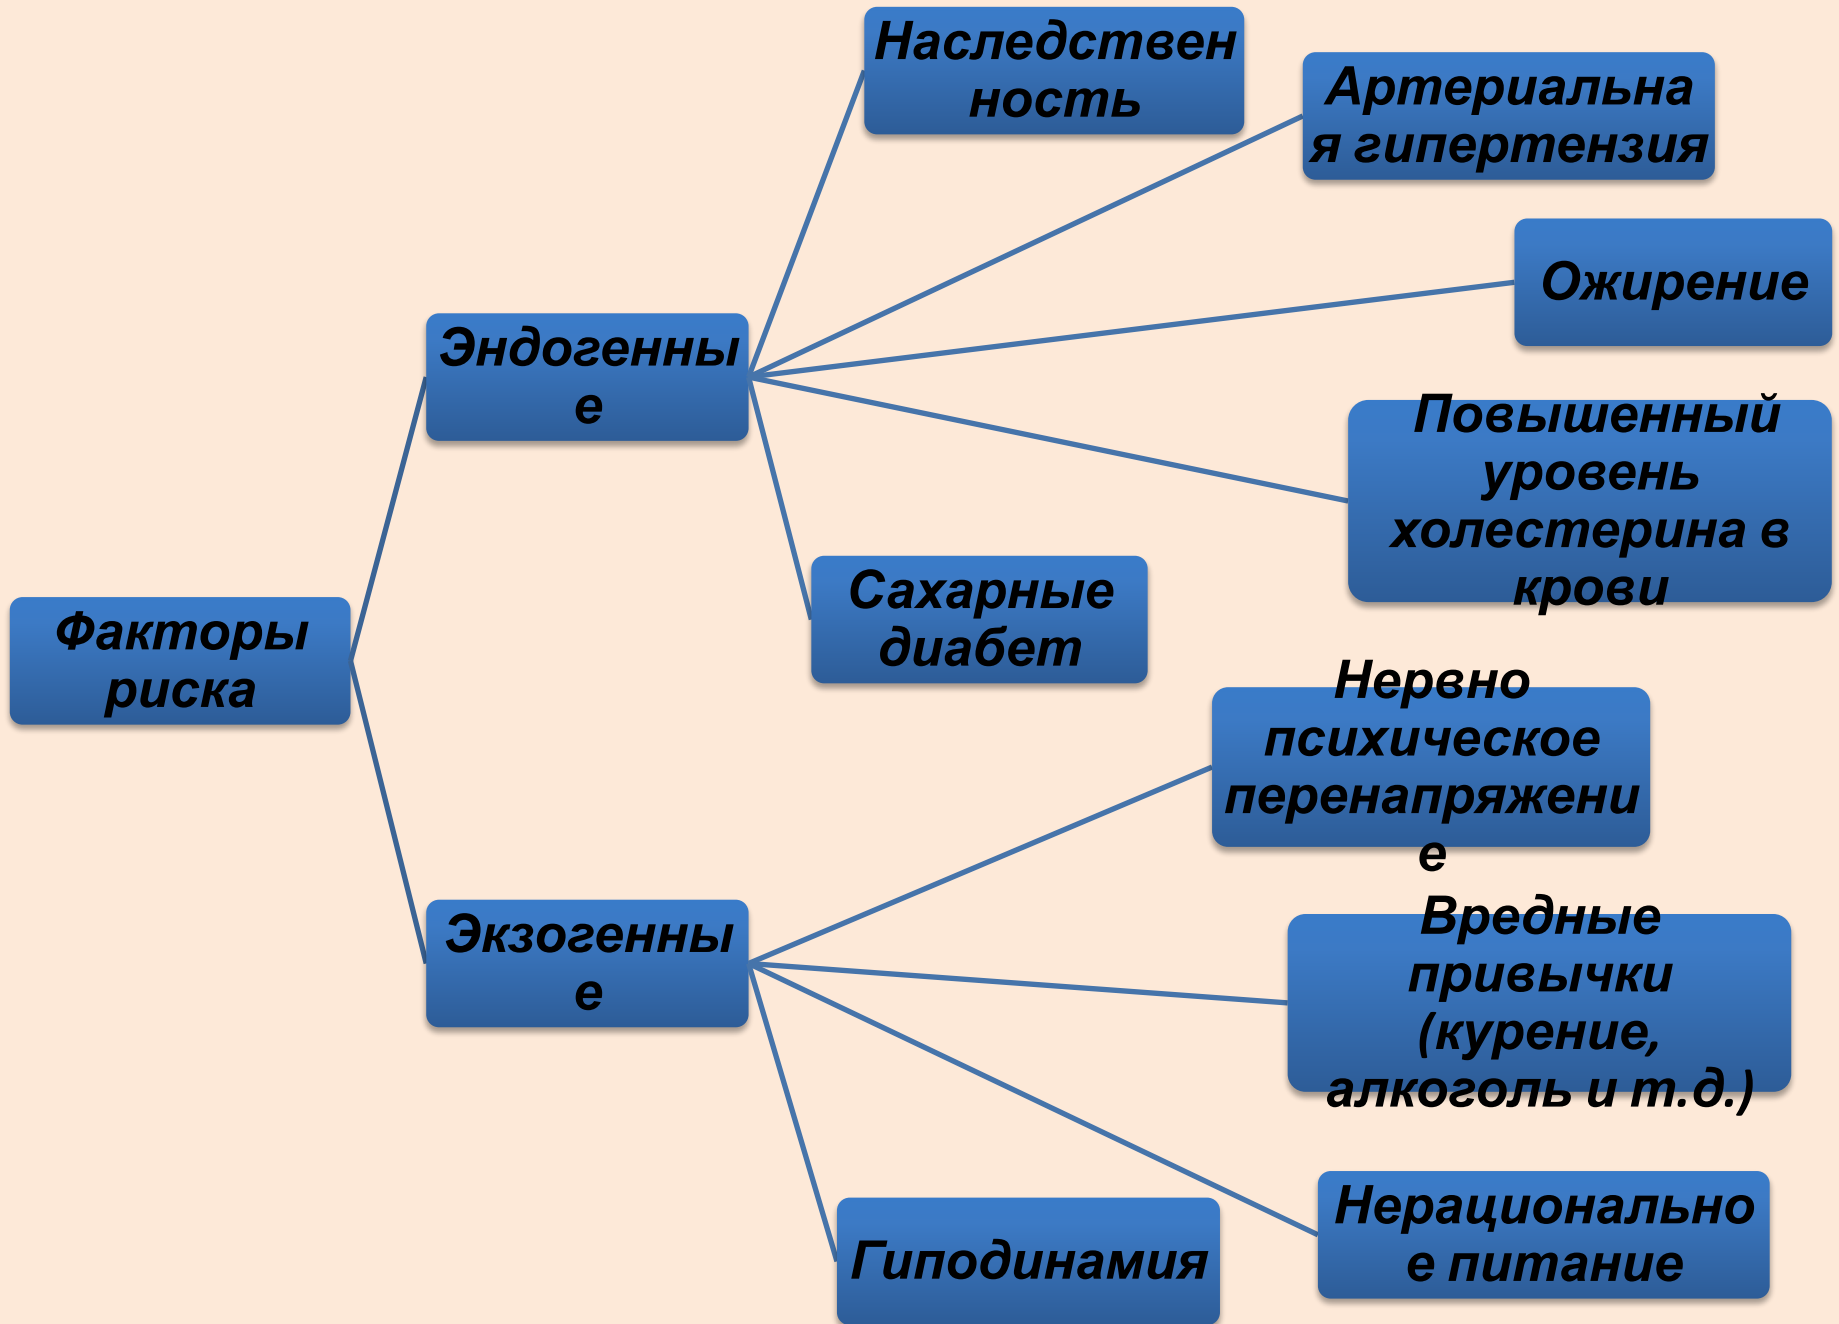 Наследствен
ность
Артериальна
я гипертензия
Ожирение
Эндогенны
е
Повышенный
уровень
холестерина в
крови
Сахарные
диабет
Факторы
риска
Нервно
психическое
перенапряжени
е
Экзогенны
е
Вредные
привычки
(курение,
алкоголь и т.д.)
Нерационально
е питание
Гиподинамия